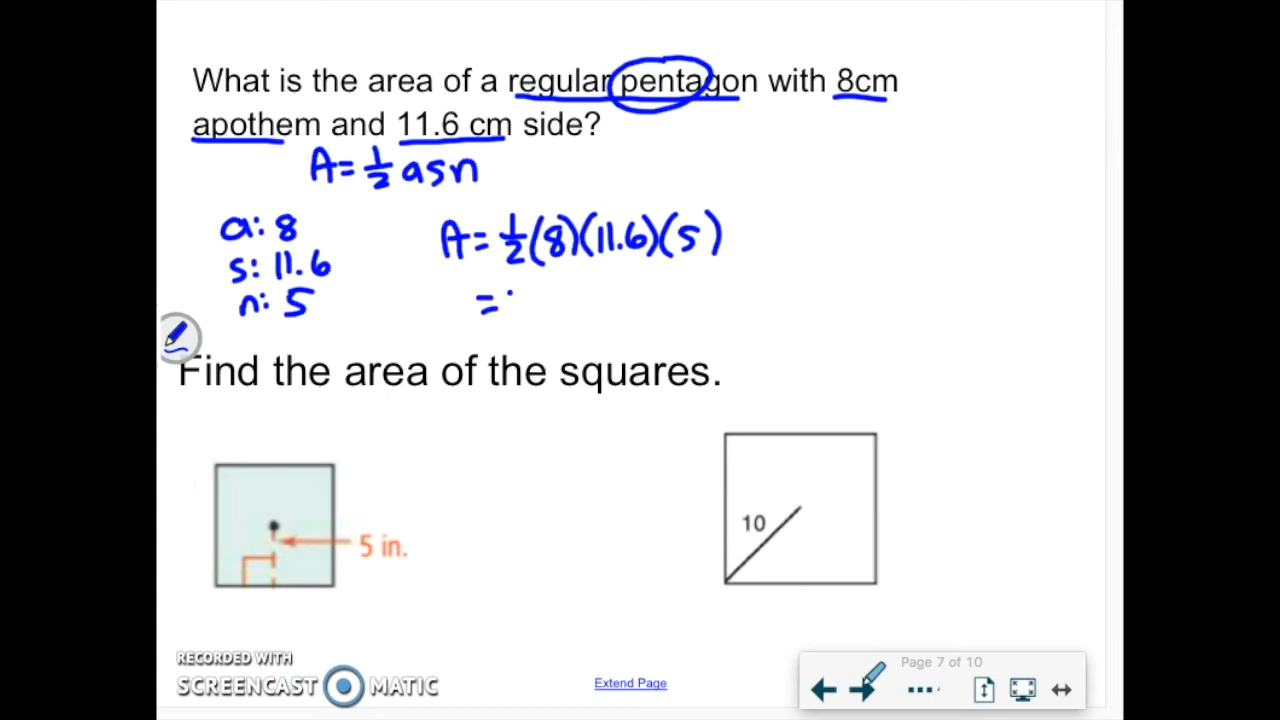 What is the area of a regular pentagon with 8cm
apothem and 11.6 cm side?
A = 1/2 asn
a: 8
s: 11.6
n: 5
A = 1/2 (8)(11.6)(5)
=
Find the area of the squares.
5 in.
10
RECORDED WITH
SCREENCAST MATIC
Extend Page
Page 7 of 10